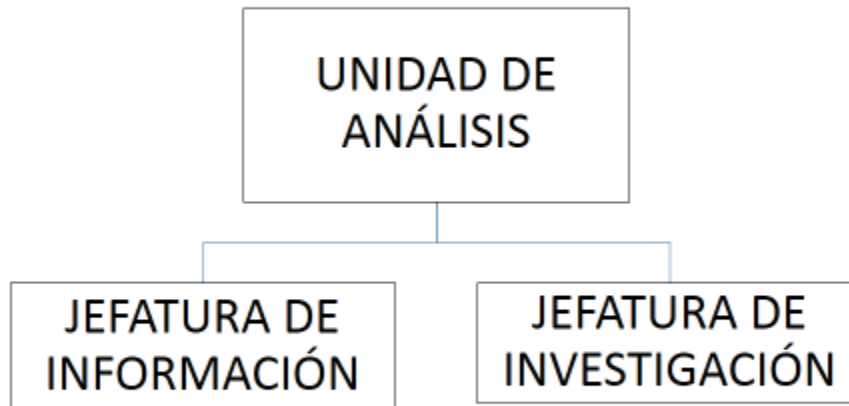 UNIDAD DE
ANÁLISIS
JEFATURA DE
INFORMACIÓN
JEFATURA DE
INVESTIGACIÓN